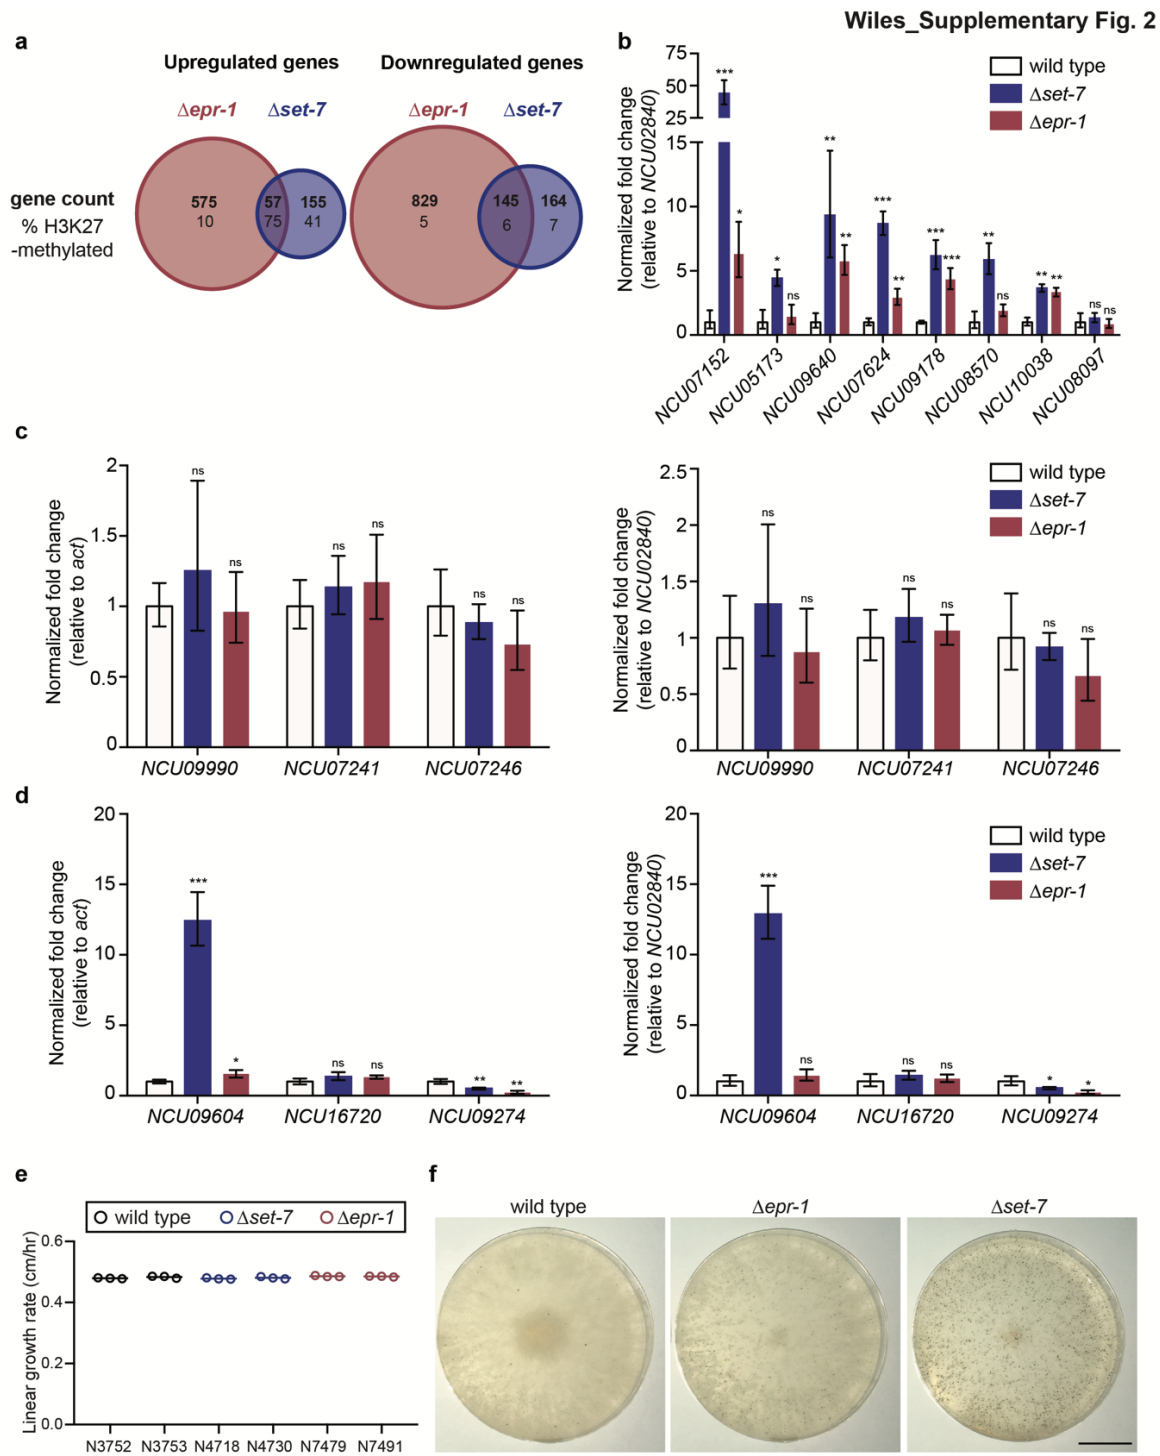 Wiles_Supplementary Fig. 2
a
Upregulated genes
Downregulated genes
Δepr-1
Δset-7
Δepr-1
Δset-7
gene count
% H3K27
-methylated
575
57
155
10
75
41
829
145
164
5
6
7
b
Normalized fold change
(relative to NCU02840)
75
50
25
15
10
5
0
wild type
Δset-7
Δepr-1
***
*
*
ns
**
**
***
**
***
***
**
ns
**
**
ns
ns
NCU07152
NCU05173
NCU09640
NCU07624
NCU09178
NCU08570
NCU10038
NCU08097
c
Normalized fold change
(relative to act)
2
1.5
1
0.5
0
ns
ns
ns
ns
ns
ns
NCU09990
NCU07241
NCU07246
Normalized fold change
(relative to NCU02840)
2.5
2
1.5
1
0.5
0
wild type
Δset-7
Δepr-1
ns
ns
ns
ns
ns
ns
NCU09990
NCU07241
NCU07246
d
Normalized fold change
(relative to act)
20
15
10
5
0
***
*
ns
ns
**
**
NCU09604
NCU16720
NCU09274
Normalized fold change
(relative to NCU02840)
20
15
10
5
0
wild type
Δset-7
Δepr-1
***
ns
ns
ns
*
*
NCU09604
NCU16720
NCU09274
e
wild type
Δset-7
Δepr-1
Linear growth rate (cm/hr)
0.6
0.4
0.2
0.0
N3752
N3753
N4718
N4730
N7479
N7491
f
wild type
Δepr-1
Δset-7